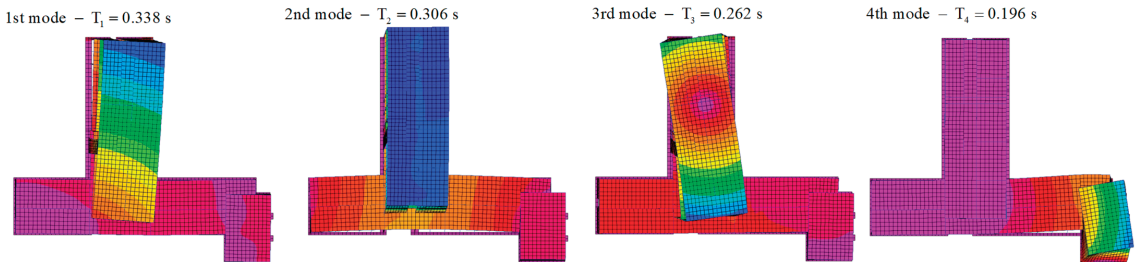 1st mode – T₁ = 0.338 s
2nd mode – T₂ = 0.306 s
3rd mode – T₃ = 0.262 s
4th mode – T₄ = 0.196 s